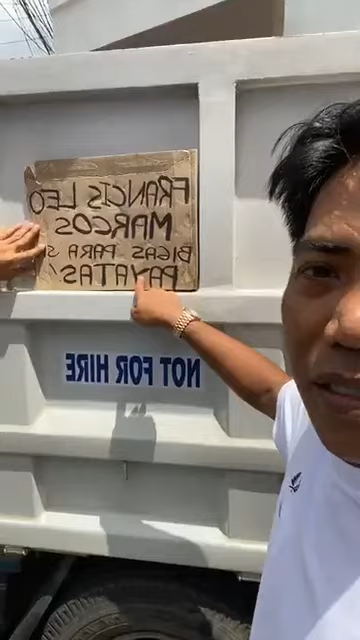 FRANCIS LEO
MARCOS
BIGAS PARA S
PAYATAS!
NOT FOR HIRE